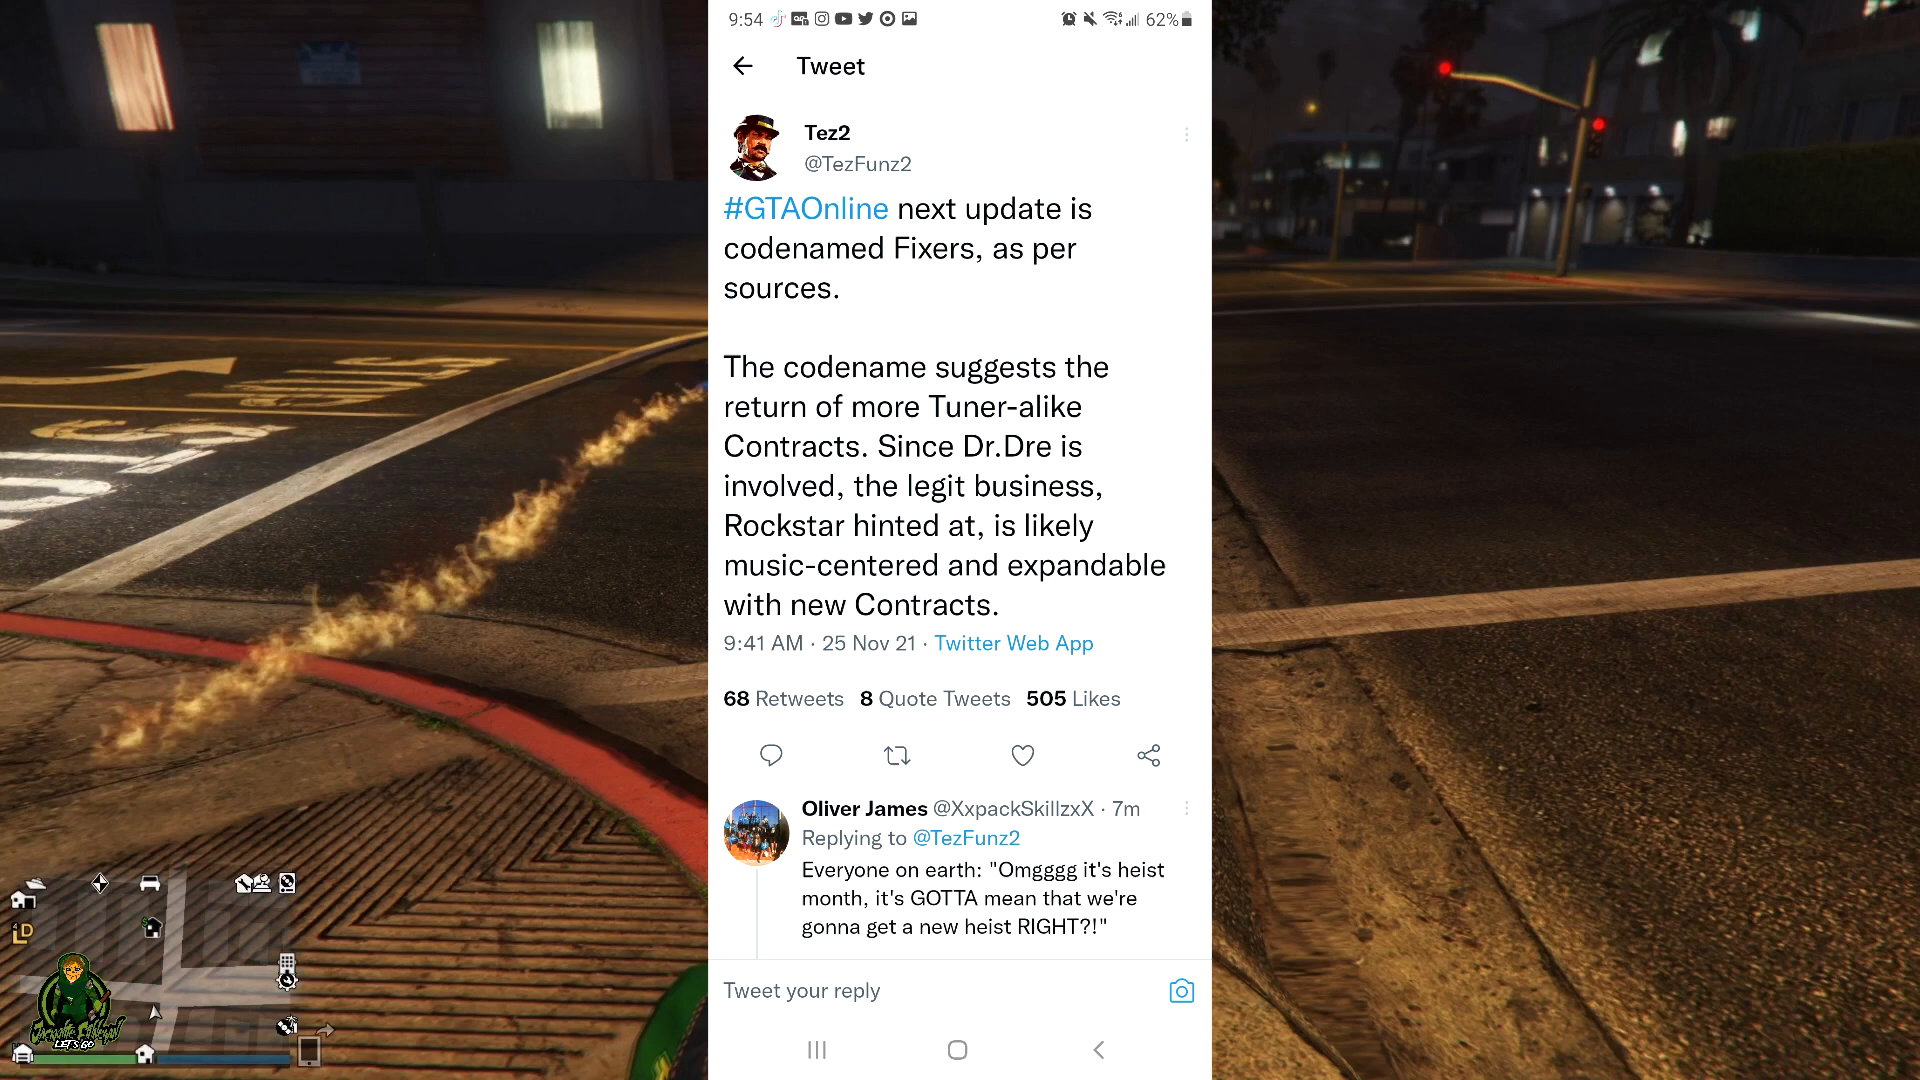 9:54
62%
Tweet
Tez2
@TezFunz2
#GTAOnline next update is
codenamed Fixers, as per
sources.
The codename suggests the
return of more Tuner-alike
Contracts. Since Dr.Dre is
involved, the legit business,
Rockstar hinted at, is likely
music-centered and expandable
with new Contracts.
9:41 AM · 25 Nov 21 · Twitter Web App
68 Retweets 8 Quote Tweets 505 Likes
Oliver James @XxpackSkillzxX · 7m
Replying to @TezFunz2
Everyone on earth: "Omgggg it's heist
month, it's GOTTA mean that we're
gonna get a new heist RIGHT?!"
Tweet your reply
LET'S GO